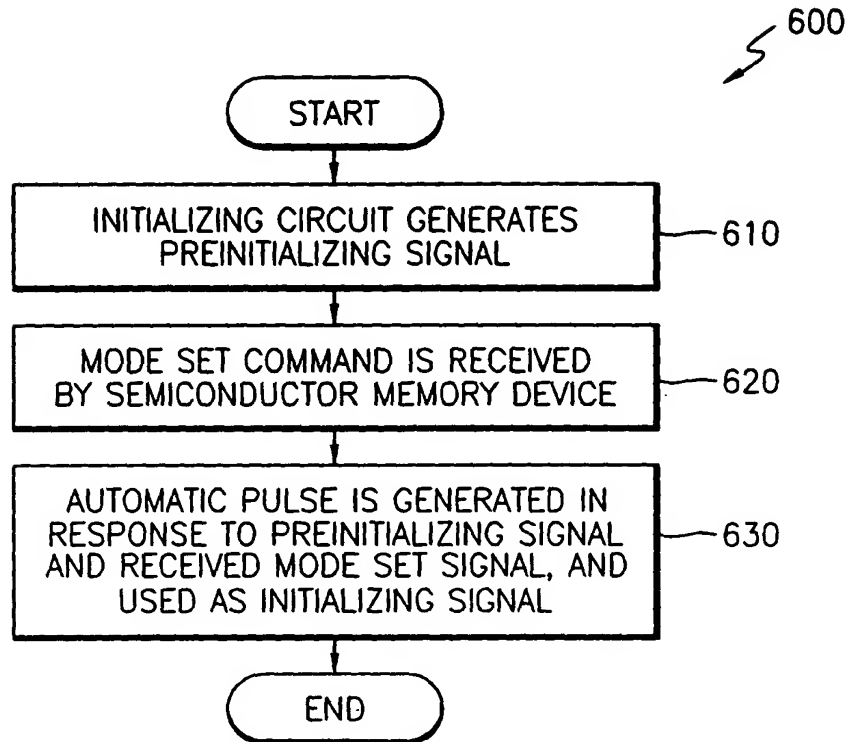 600
START
INITIALIZING CIRCUIT GENERATES
PREINITIALIZING SIGNAL
610
MODE SET COMMAND IS RECEIVED
BY SEMICONDUCTOR MEMORY DEVICE
620
AUTOMATIC PULSE IS GENERATED IN
RESPONSE TO PREINITIALIZING SIGNAL
AND RECEIVED MODE SET SIGNAL, AND
USED AS INITIALIZING SIGNAL
630
END